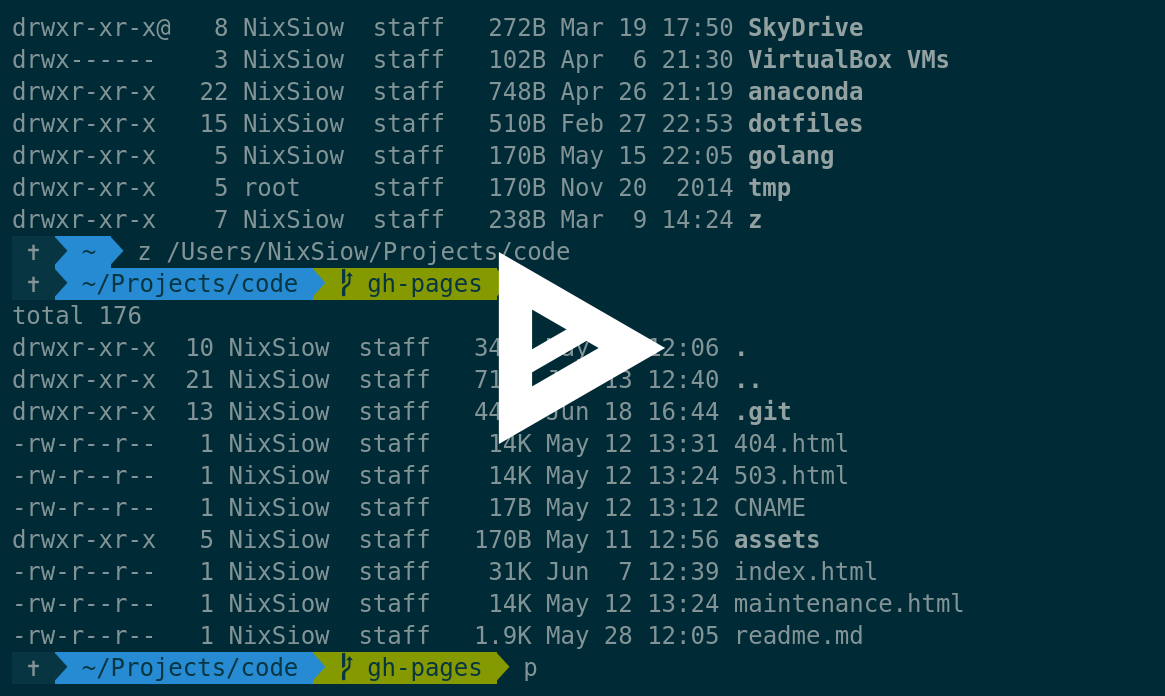 drwxr-xr-x@   8 NixSiow  staff   272B Mar 19 17:50 SkyDrive
drwx------    3 NixSiow  staff   102B Apr  6 21:30 VirtualBox VMs
drwxr-xr-x   22 NixSiow  staff   748B Apr 26 21:19 anaconda
drwxr-xr-x   15 NixSiow  staff   510B Feb 27 22:53 dotfiles
drwxr-xr-x    5 NixSiow  staff   170B May 15 22:05 golang
drwxr-xr-x    5 root     staff   170B Nov 20  2014 tmp
drwxr-xr-x    7 NixSiow  staff   238B Mar  9 14:24 z
✝ ~ z /Users/NixSiow/Projects/code
✝ ~/Projects/code gh-pages
total 176
drwxr-xr-x  10 NixSiow  staff   12:06 .
drwxr-xr-x  21 NixSiow  staff   13 12:40 ..
drwxr-xr-x  13 NixSiow  staff   Jun 18 16:44 .git
-rw-r--r--   1 NixSiow  staff    14K May 12 13:31 404.html
-rw-r--r--   1 NixSiow  staff    14K May 12 13:24 503.html
-rw-r--r--   1 NixSiow  staff    17B May 12 13:12 CNAME
drwxr-xr-x   5 NixSiow  staff   170B May 11 12:56 assets
-rw-r--r--   1 NixSiow  staff    31K Jun  7 12:39 index.html
-rw-r--r--   1 NixSiow  staff    14K May 12 13:24 maintenance.html
-rw-r--r--   1 NixSiow  staff   1.9K May 28 12:05 readme.md
✝ ~/Projects/code gh-pages p